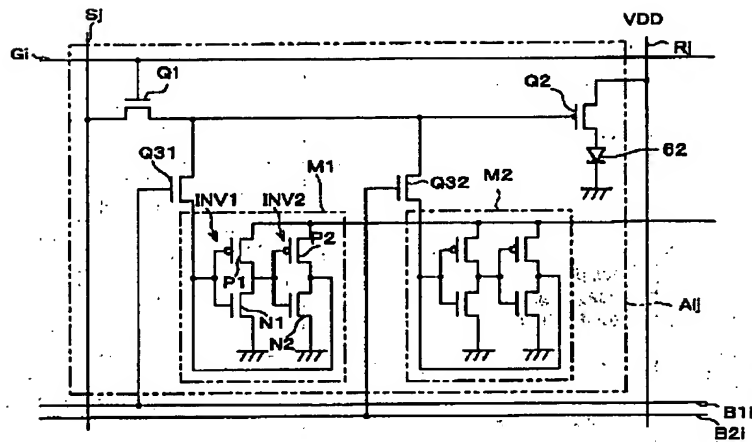 Sj
VDD
Gi
Rj
Q1
Q2
Q31
M1
Q32
M2
62
INV1
INV2
P2
P1
Aij
N1
N2
B1i
B2i